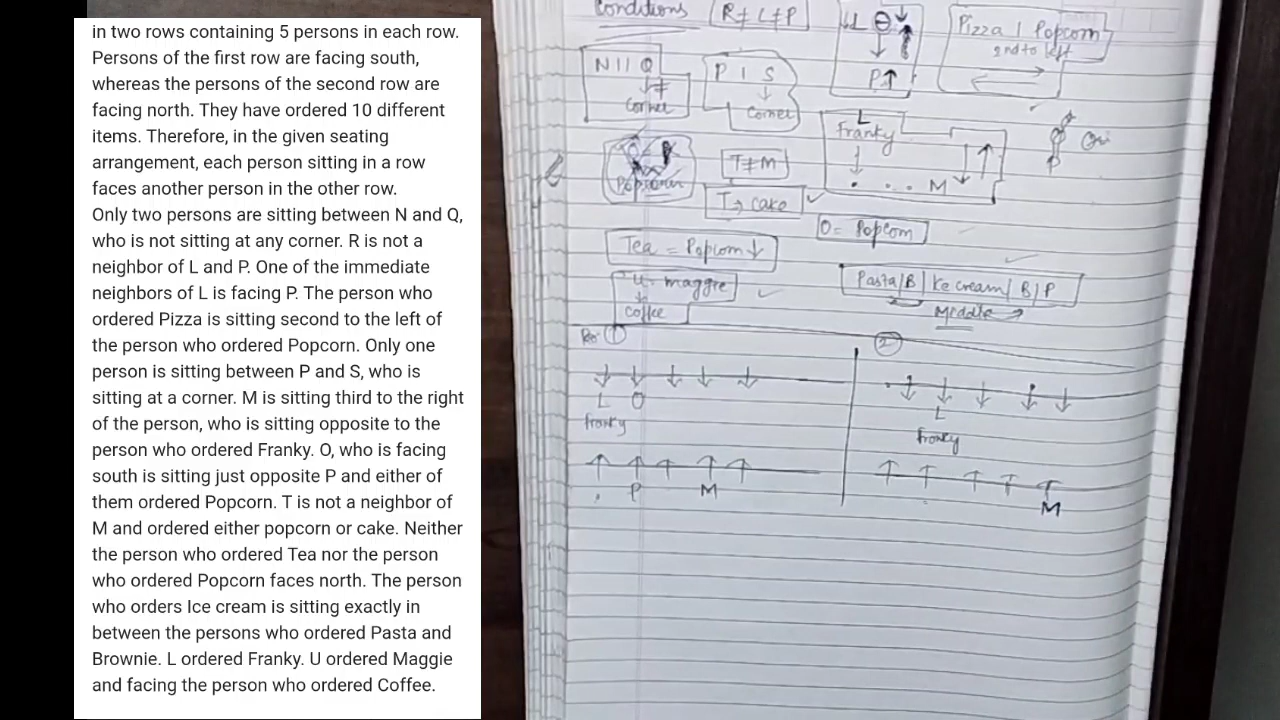 in two rows containing 5 persons in each row.
Persons of the first row are facing south,
whereas the persons of the second row are
facing north. They have ordered 10 different
items. Therefore, in the given seating
arrangement, each person sitting in a row
faces another person in the other row.
Only two persons are sitting between N and Q,
who is not sitting at any corner. R is not a
neighbor of L and P. One of the immediate
neighbors of L is facing P. The person who
ordered Pizza is sitting second to the left of
the person who ordered Popcorn. Only one
person is sitting between P and S, who is
sitting at a corner. M is sitting third to the right
of the person, who is sitting opposite to the
person who ordered Franky. O, who is facing
south is sitting just opposite P and either of
them ordered Popcorn. T is not a neighbor of
M and ordered either popcorn or cake. Neither
the person who ordered Tea nor the person
who ordered Popcorn faces north. The person
who orders Ice cream is sitting exactly in
between the persons who ordered Pasta and
Brownie. L ordered Franky. U ordered Maggie
and facing the person who ordered Coffee.
Conditions
R ≠ L ≠ P
L
P↑
Pizza | Popcorn
2nd to left
N | | Q
≠
Corner
P | S
Corner
L
Franky
M
T ≠ M
T → cake
O = Popcorn
Tea = Popcorn ↓
U - maggie
coffee
Pasta/B | Ice cream | B/P
Middle
①
②
L O
Franky
P M
L
Franky
M